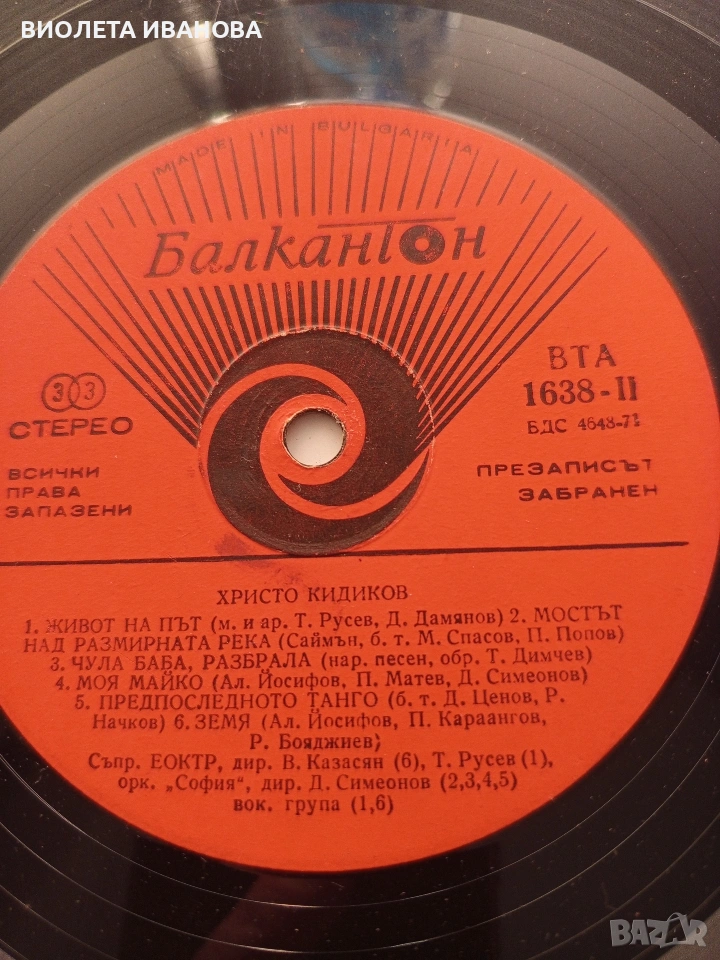 ВИОЛЕТА ИВАНОВА
MADE IN BULGARIA
Балкантон
33
СТЕРЕО
ВСИЧКИ
ПРАВА
ЗАПАЗЕНИ
ВТА
1638-II
БДС 4648-71
ПРЕЗАПИСЪТ
ЗАБРАНЕН
ХРИСТО КИДИКОВ
1. ЖИВОТ НА ПЪТ (м. и ар. Т. Русев, Д. Дамянов) 2. МОСТЪТ
НАД РАЗМИРНАТА РЕКА (Саймън, б. т. М. Спасов, П. Попов)
3. ЧУЛА БАБА, РАЗБРАЛА (нар. песен, обр. Т. Димчев)
4. МОЯ МАЙКО (Ал. Йосифов, П. Матев, Д. Симеонов)
5. ПРЕДПОСЛЕДНОТО ТАНГО (б. т. Д. Ценов, Р.
Начков) 6. ЗЕМЯ (Ал. Йосифов, П. Караангов,
Р. Бояджиев)
Съпр. ЕОКТР, дир. В. Казасян (6), Т. Русев (1),
орк. „София“, дир. Д. Симеонов (2,3,4,5)
вок. група (1,6)
BAZAR